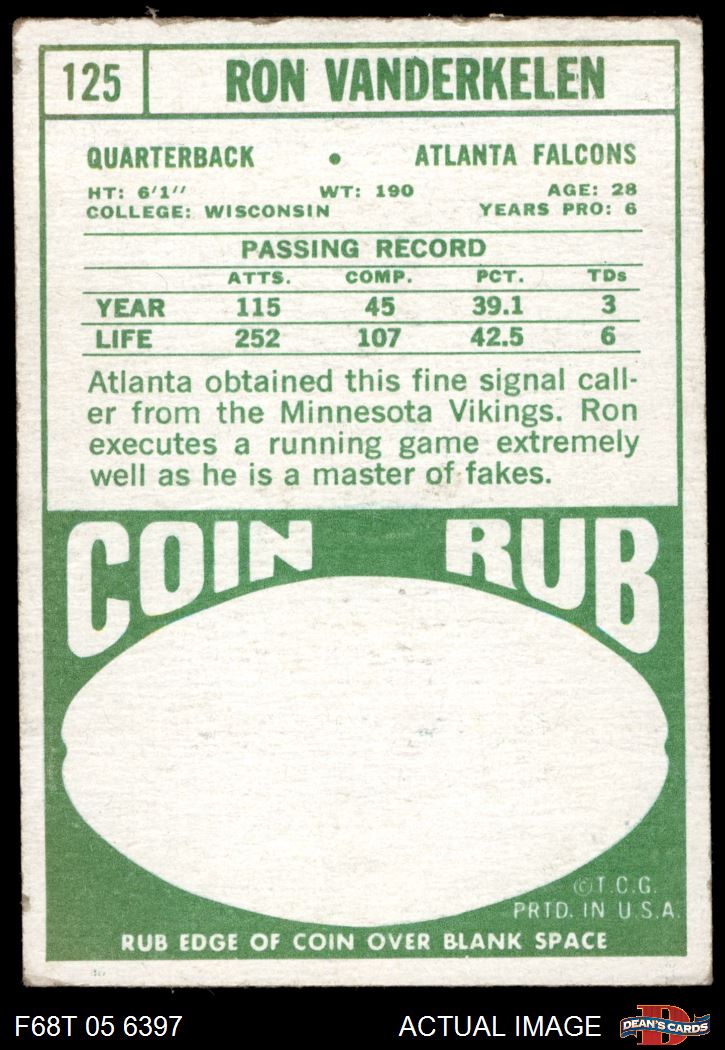 125 RON VANDERKELEN
QUARTERBACK • ATLANTA FALCONS
HT: 6'1" WT: 190 AGE: 28
COLLEGE: WISCONSIN YEARS PRO: 6
PASSING RECORD
ATTS. COMP. PCT. TDs
YEAR 115 45 39.1 3
LIFE 252 107 42.5 6
Atlanta obtained this fine signal call-
er from the Minnesota Vikings. Ron
executes a running game extremely
well as he is a master of fakes.
COIN RUB
©T.C.G.
PRTD. IN U.S.A.
RUB EDGE OF COIN OVER BLANK SPACE
F68T 05 6397 ACTUAL IMAGE D DEAN'S CARDS